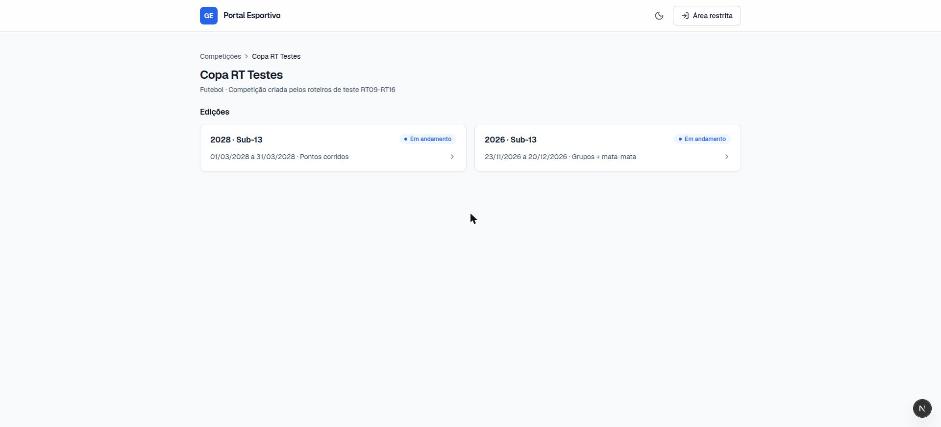 GE Portal Esportivo Área restrita
Competições > Copa RT Testes
Copa RT Testes
Futebol · Competição criada pelos roteiros de teste RT09-RT16
Edições
2028 · Sub-13 Em andamento
01/03/2028 a 31/03/2028 · Pontos corridos
2026 · Sub-13 Em andamento
23/11/2026 a 20/12/2026 · Grupos + mata-mata
N